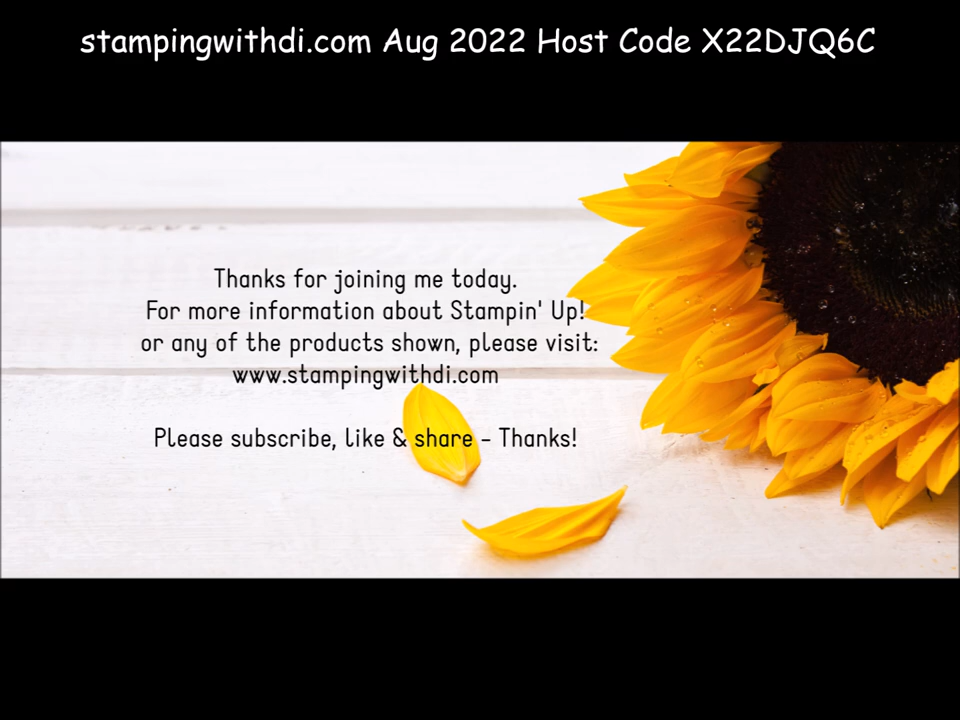 stampingwithdi.com Aug 2022 Host Code X22DJQ6C
Thanks for joining me today.
For more information about Stampin' Up!
or any of the products shown, please visit:
www.stampingwithdi.com
Please subscribe, like & share - Thanks!